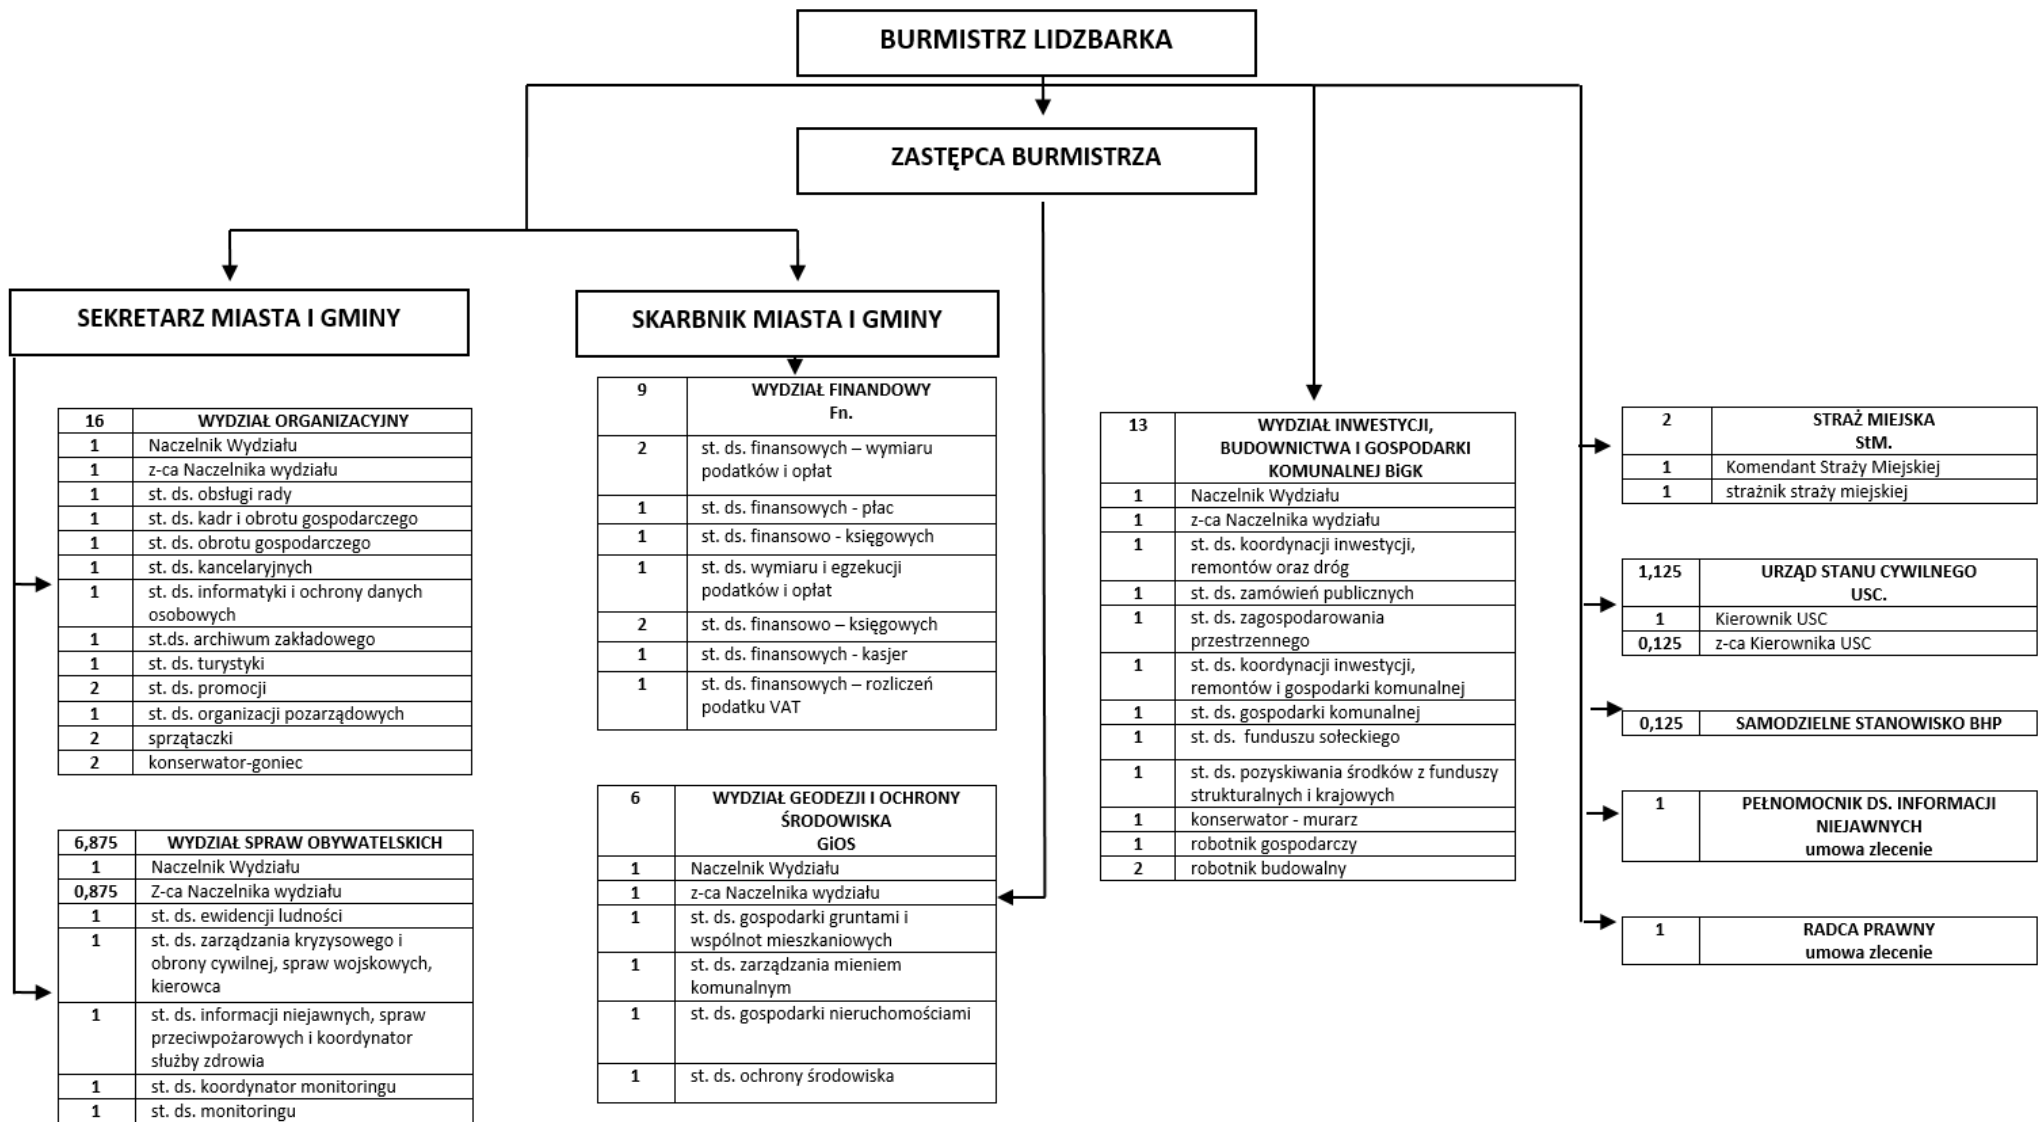 BURMISTRZ LIDZBARKA
ZASTĘPCA BURMISTRZA
SEKRETARZ MIASTA I GMINY
SKARBNIK MIASTA I GMINY
16 WYDZIAŁ ORGANIZACYJNY
1 Naczelnik Wydziału
1 z-ca Naczelnika wydziału
1 st. ds. obsługi rady
1 st. ds. kadr i obrotu gospodarczego
1 st. ds. obrotu gospodarczego
1 st. ds. kancelaryjnych
1 st. ds. informatyki i ochrony danych
osobowych
1 st.ds. archiwum zakładowego
1 st. ds. turystyki
2 st. ds. promocji
1 st. ds. organizacji pozarządowych
2 sprzątaczki
2 konserwator-goniec
6,875 WYDZIAŁ SPRAW OBYWATELSKICH
1 Naczelnik Wydziału
0,875 Z-ca Naczelnika wydziału
1 st. ds. ewidencji ludności
1 st. ds. zarządzania kryzysowego i
obrony cywilnej, spraw wojskowych,
kierowca
1 st. ds. informacji niejawnych, spraw
przeciwpożarowych i koordynator
służby zdrowia
1 st. ds. koordynator monitoringu
1 st. ds. monitoringu
9 WYDZIAŁ FINANDOWY
Fn.
2 st. ds. finansowych – wymiaru
podatków i opłat
1 st. ds. finansowych - płac
1 st. ds. finansowo - księgowych
1 st. ds. wymiaru i egzekucji
podatków i opłat
2 st. ds. finansowo – księgowych
1 st. ds. finansowych - kasjer
1 st. ds. finansowych – rozliczeń
podatku VAT
6 WYDZIAŁ GEODEZJI I OCHRONY
ŚRODOWISKA
GiOS
1 Naczelnik Wydziału
1 z-ca Naczelnika wydziału
1 st. ds. gospodarki gruntami i
wspólnot mieszkaniowych
1 st. ds. zarządzania mieniem
komunalnym
1 st. ds. gospodarki nieruchomościami
1 st. ds. ochrony środowiska
13 WYDZIAŁ INWESTYCJI,
BUDOWNICTWA I GOSPODARKI
KOMUNALNEJ BiGK
1 Naczelnik Wydziału
1 z-ca Naczelnika wydziału
1 st. ds. koordynacji inwestycji,
remontów oraz dróg
1 st. ds. zamówień publicznych
1 st. ds. zagospodarowania
przestrzennego
1 st. ds. koordynacji inwestycji,
remontów i gospodarki komunalnej
1 st. ds. gospodarki komunalnej
1 st. ds. funduszu sołeckiego
1 st. ds. pozyskiwania środków z funduszy
strukturalnych i krajowych
1 konserwator - murarz
1 robotnik gospodarczy
2 robotnik budowalny
2 STRAŻ MIEJSKA
StM.
1 Komendant Straży Miejskiej
1 strażnik straży miejskiej
1,125 URZĄD STANU CYWILNEGO
USC.
1 Kierownik USC
0,125 z-ca Kierownika USC
0,125 SAMODZIELNE STANOWISKO BHP
1 PEŁNOMOCNIK DS. INFORMACJI
NIEJAWNYCH
umowa zlecenie
1 RADCA PRAWNY
umowa zlecenie